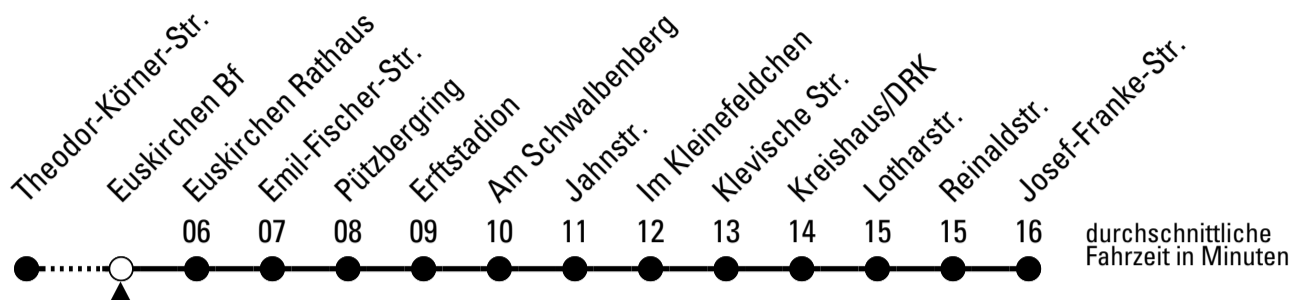 Theodor-Körner-Str.
Euskirchen Bf
Euskirchen Rathaus
Emil-Fischer-Str.
Pützbergring
Erftstadion
Am Schwalbenberg
Jahnstr.
Im Kleinefeldchen
Klevische Str.
Kreishaus/DRK
Lotharstr.
Reinaldstr.
Josef-Franke-Str.
06 07 08 09 10 11 12 13 14 15 15 16
durchschnittliche
Fahrzeit in Minuten